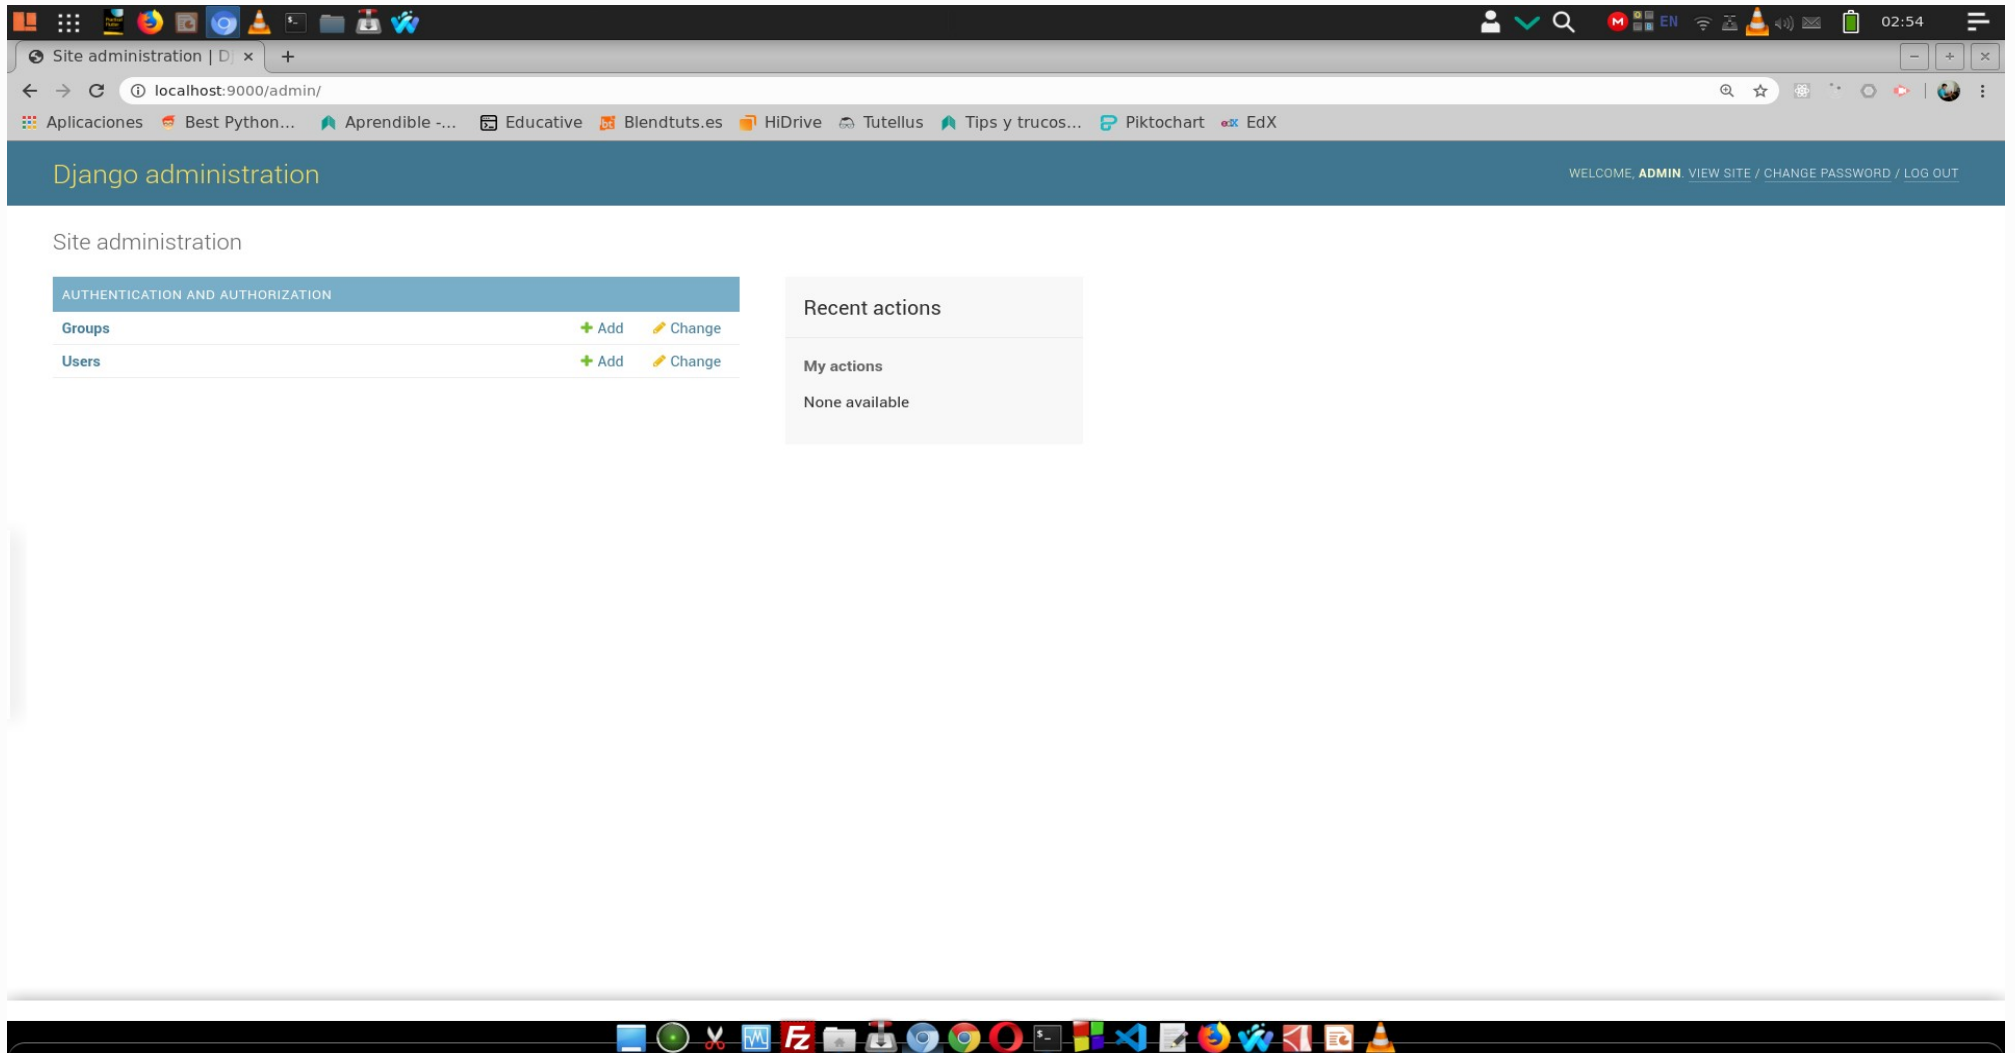 EN 02:54
Site administration | D
localhost:9000/admin/
Aplicaciones Best Python... Aprendible -... Educative Blendtuts.es HiDrive Tutellus Tips y trucos... Piktochart EdX
Django administration
WELCOME, ADMIN. VIEW SITE / CHANGE PASSWORD / LOG OUT
Site administration
AUTHENTICATION AND AUTHORIZATION
Groups Add Change
Users Add Change
Recent actions
My actions
None available